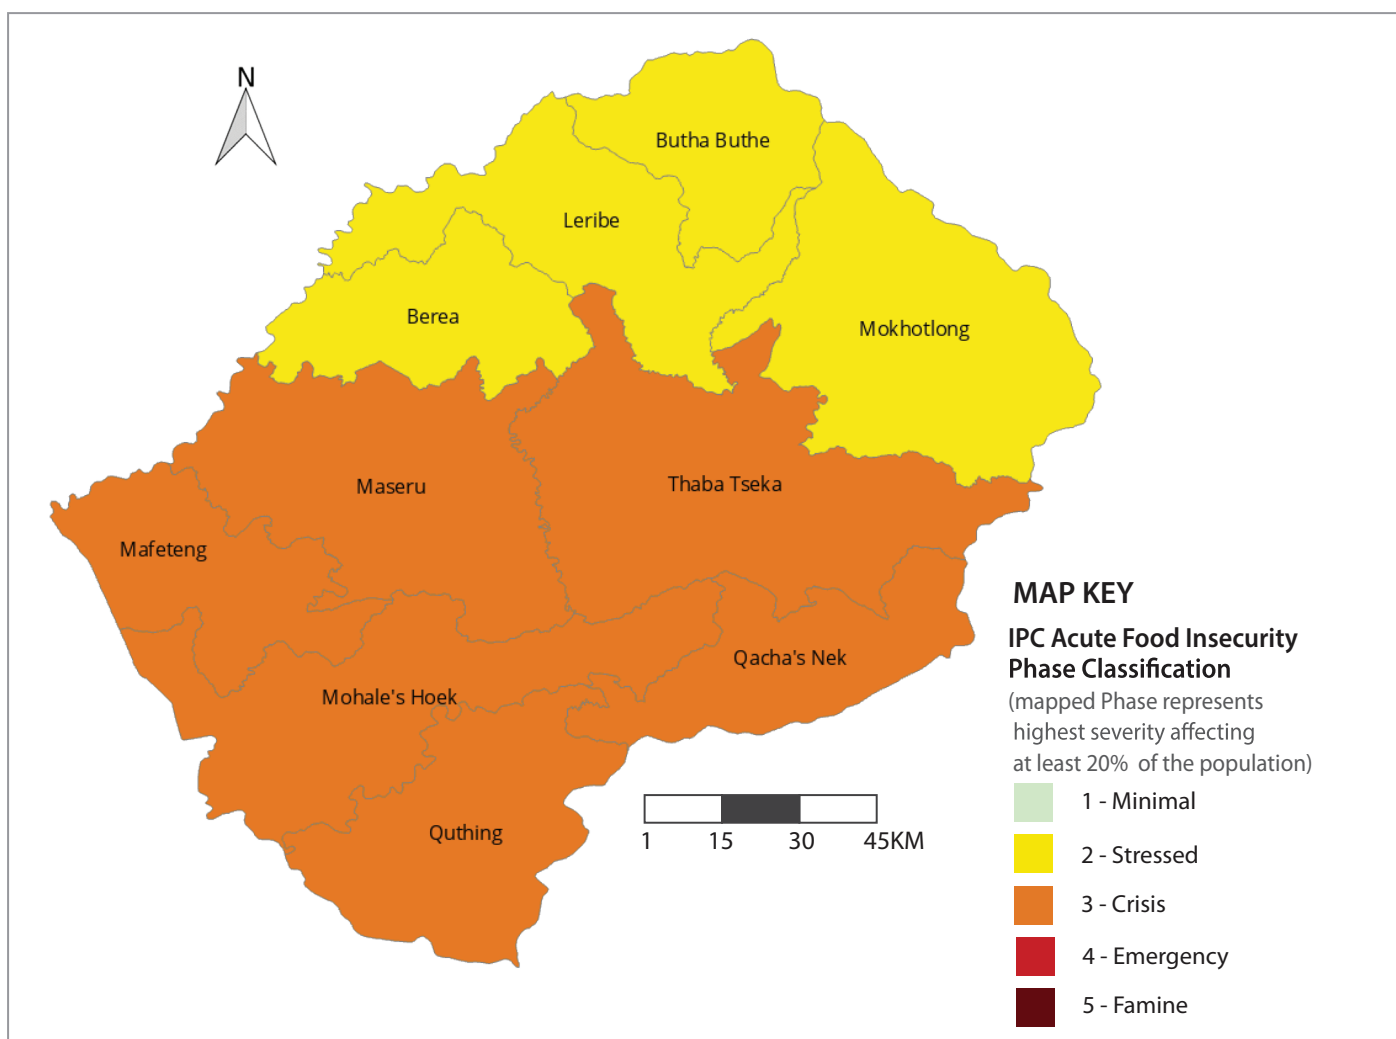 N
Butha Buthe
Leribe
Berea
Mokhotlong
Maseru
Thaba Tseka
Mafeteng
Qacha's Nek
Mohale's Hoek
Quthing
1 15 30 45KM
MAP KEY
IPC Acute Food Insecurity
Phase Classification
(mapped Phase represents
highest severity affecting
at least 20% of the population)
1 - Minimal
2 - Stressed
3 - Crisis
4 - Emergency
5 - Famine